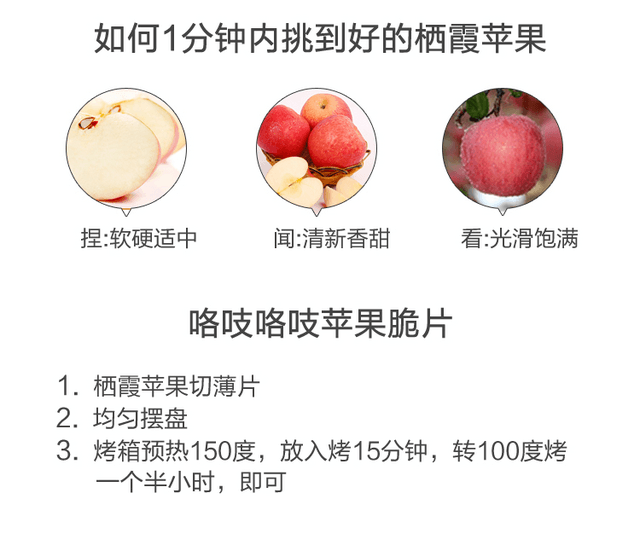 如何1分钟内挑到好的栖霞苹果
捏:软硬适中
闻:清新香甜
看:光滑饱满
咯吱咯吱苹果脆片
1. 栖霞苹果切薄片
2. 均匀摆盘
3. 烤箱预热150度，放入烤15分钟，转100度烤
一个半小时，即可